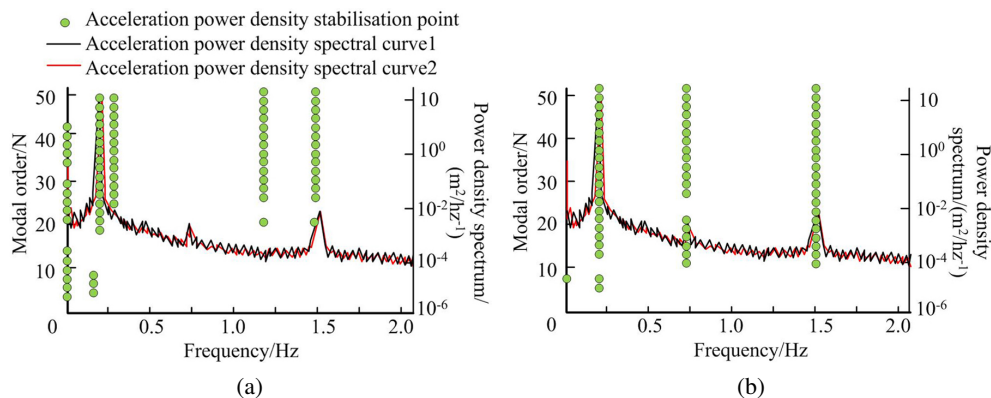 Acceleration power density stabilisation point
Acceleration power density spectral curve1
Acceleration power density spectral curve2
Modal order/N
50
40
30
20
10
0
0.5
1.0
1.5
2.0
Frequency/Hz
10
10⁰
10⁻²
10⁻⁴
10⁻⁶
Power density spectrum/
(m²/hz⁻¹)
(a)
Modal order/N
50
40
30
20
10
0
0.5
1.0
1.5
2.0
Frequency/Hz
10
10⁰
10⁻²
10⁻⁴
10⁻⁶
Power density
spectrum/(m²/hz⁻¹)
(b)